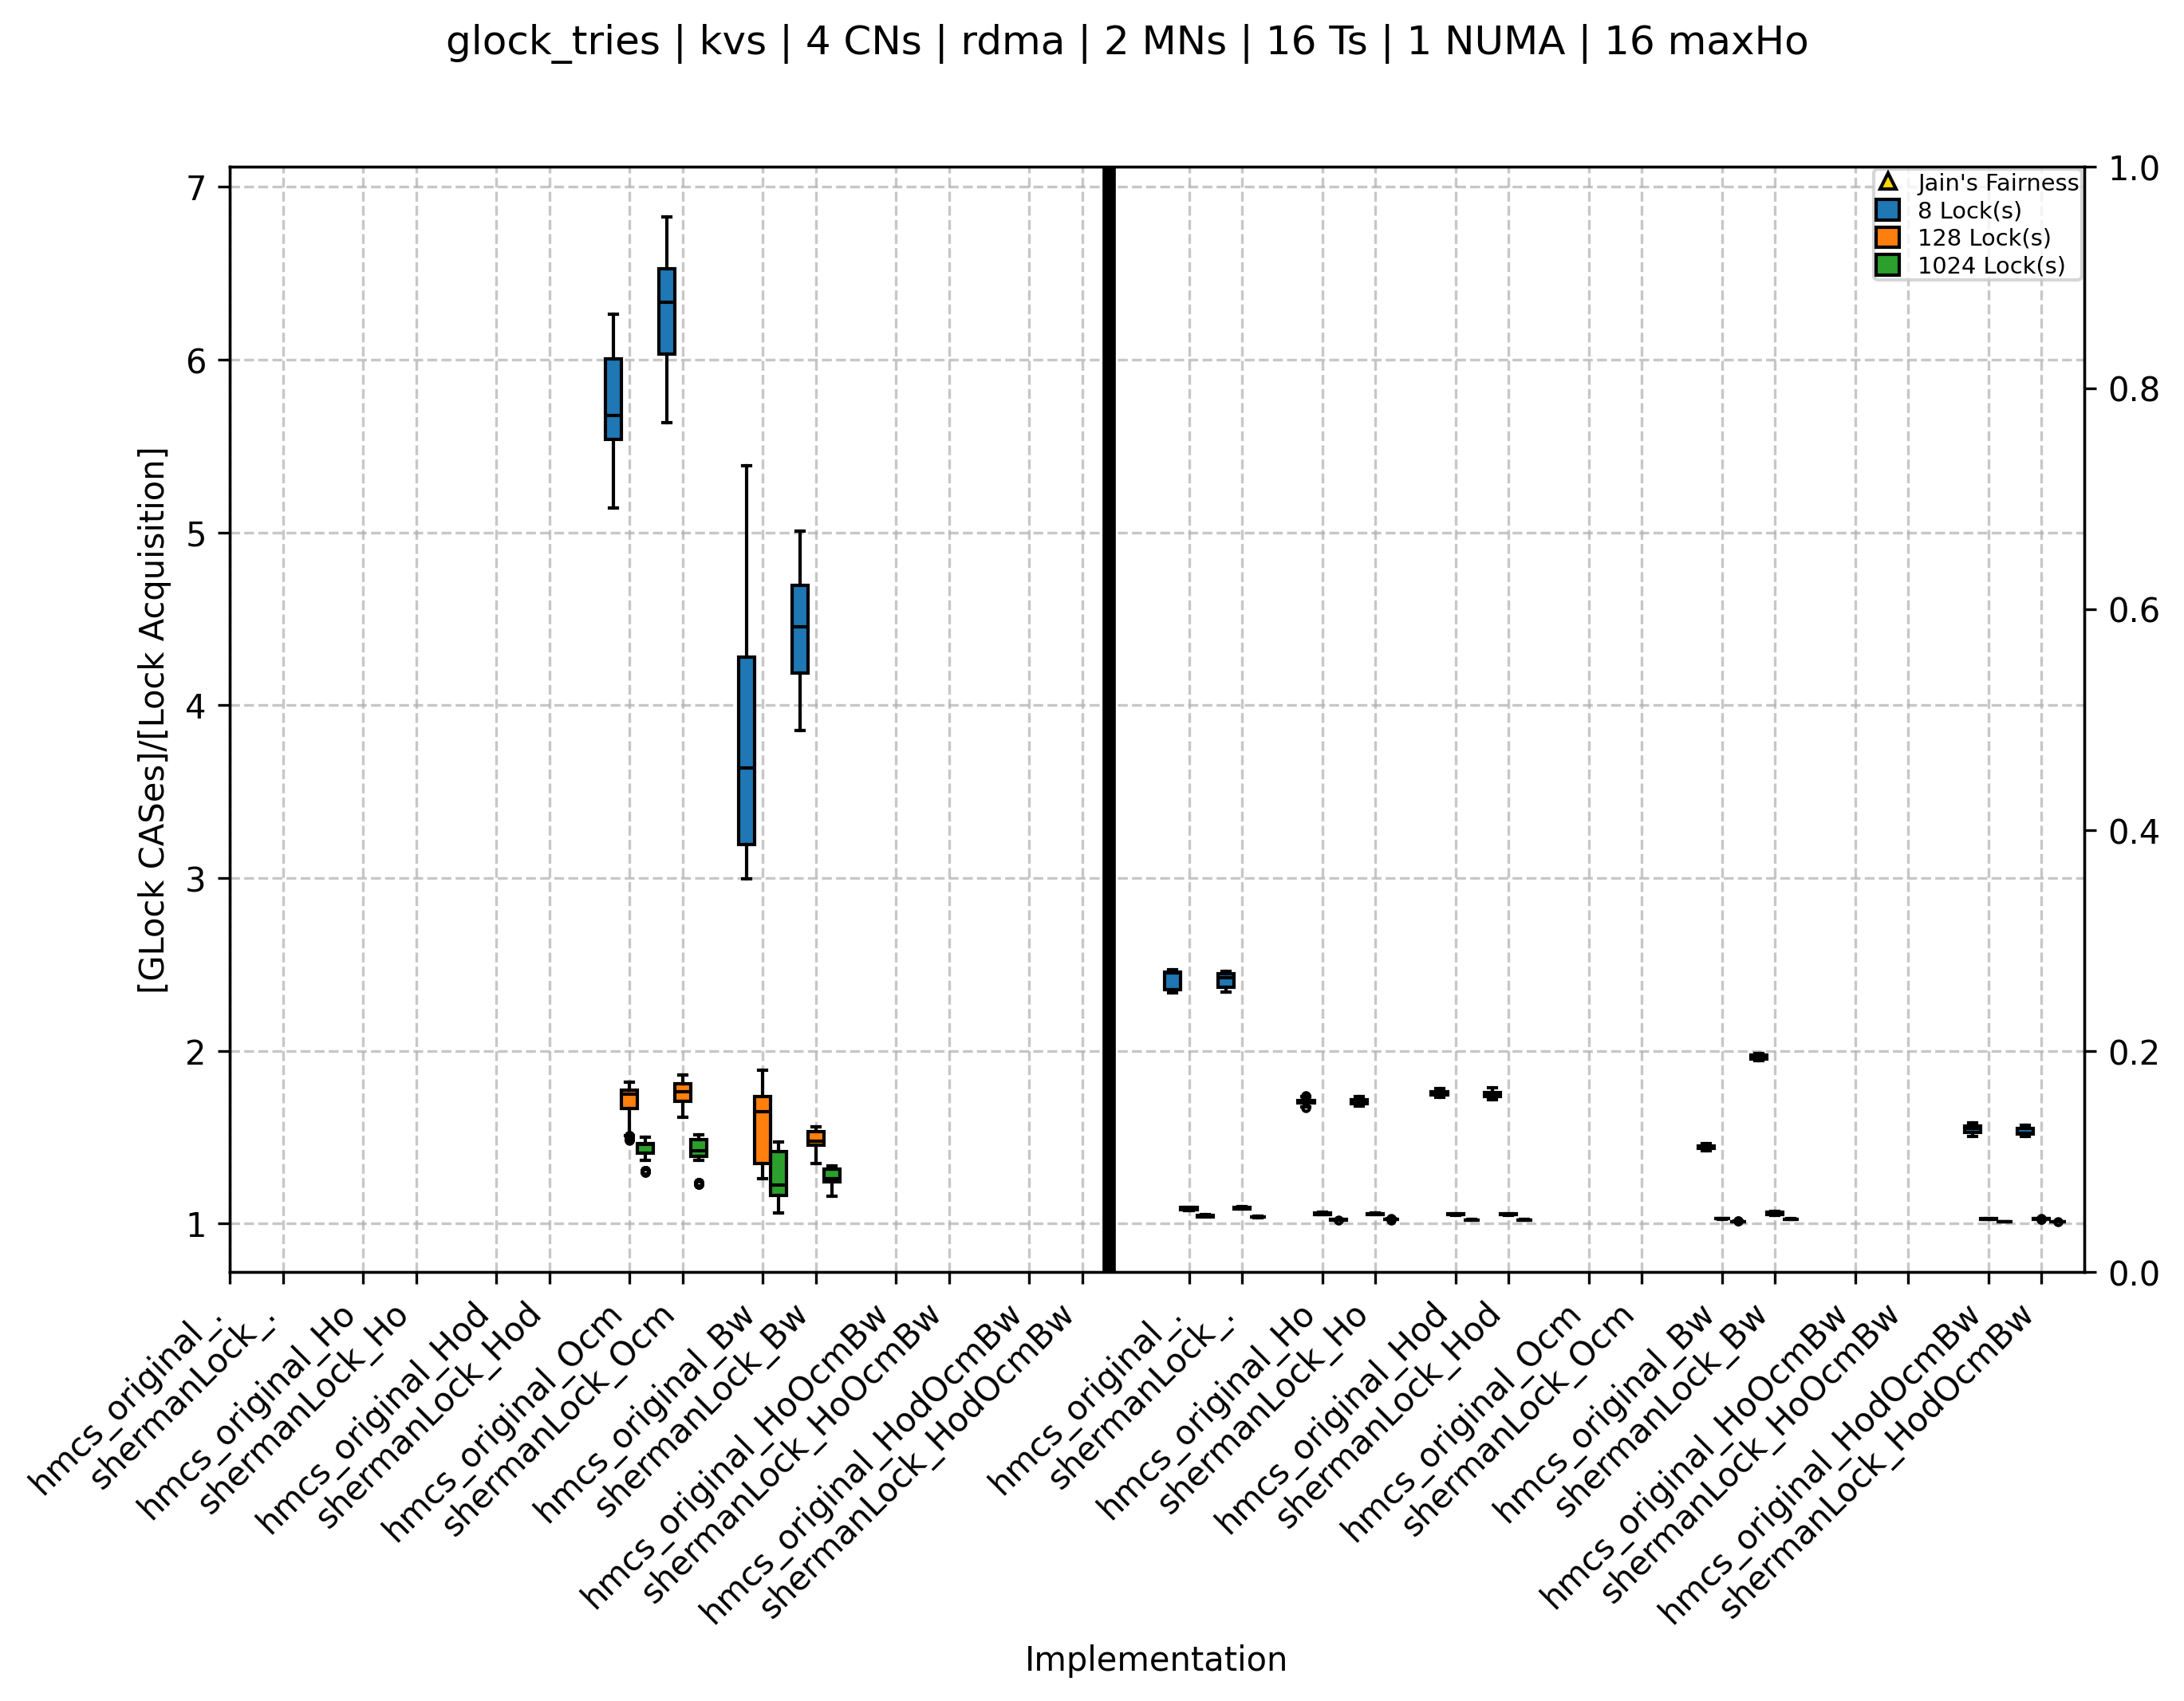 glock_tries | kvs | 4 CNs | rdma | 2 MNs | 16 Ts | 1 NUMA | 16 maxHo
[GLock CASes]/[Lock Acquisition]
7
6
5
4
3
2
1
1.0
0.8
0.6
0.4
0.2
0.0
Jain's Fairness
8 Lock(s)
128 Lock(s)
1024 Lock(s)
hmcs_original_.
shermanLock_.
hmcs_original_Ho
shermanLock_Ho
hmcs_original_Hod
shermanLock_Hod
hmcs_original_Ocm
shermanLock_Ocm
hmcs_original_Bw
shermanLock_Bw
hmcs_original_HoOcmBw
shermanLock_HoOcmBw
hmcs_original_HodOcmBw
shermanLock_HodOcmBw
hmcs_original_.
shermanLock_.
hmcs_original_Ho
shermanLock_Ho
hmcs_original_Hod
shermanLock_Hod
hmcs_original_Ocm
shermanLock_Ocm
hmcs_original_Bw
shermanLock_Bw
hmcs_original_HoOcmBw
shermanLock_HoOcmBw
hmcs_original_HodOcmBw
shermanLock_HodOcmBw
Implementation